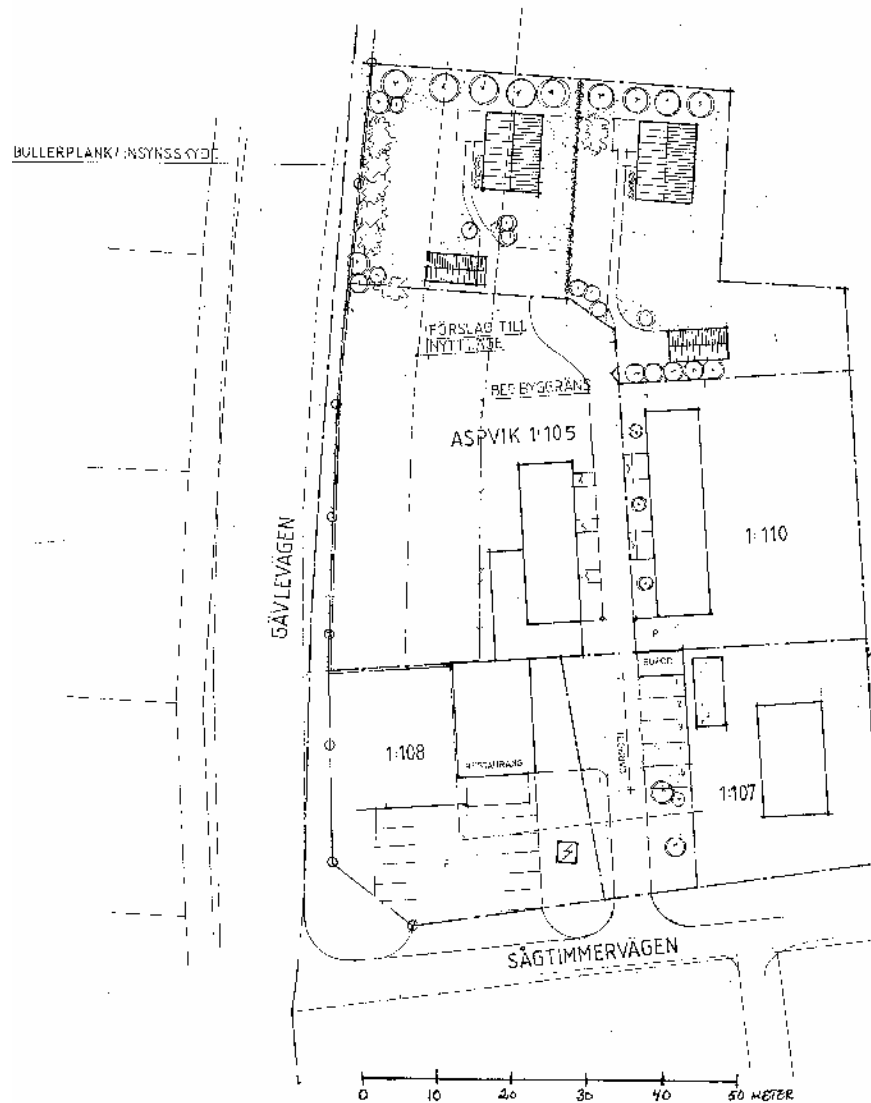 BULLERPLANK/INSYNSSKYDD
FÖRSLAG TILL
NYTT LÄGE
BEF BYGGRÄNS
ASPVIK 1:105
1:110
GÄVLEVÄGEN
P
1:108
RESTAURANG
CARPORT
1:107
P
SÅGTIMMERVÄGEN
0 10 20 30 40 50 METER